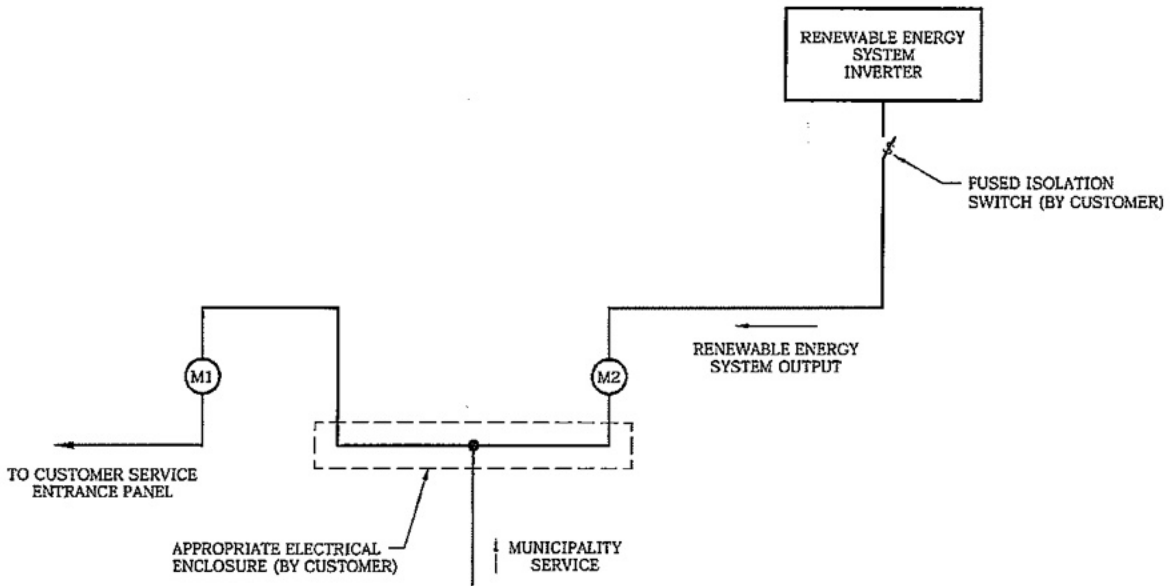 RENEWABLE ENERGY
SYSTEM
INVERTER
FUSED ISOLATION
SWITCH (BY CUSTOMER)
RENEWABLE ENERGY
SYSTEM OUTPUT
M1
M2
TO CUSTOMER SERVICE
ENTRANCE PANEL
APPROPRIATE ELECTRICAL
ENCLOSURE (BY CUSTOMER)
MUNICIPALITY
SERVICE